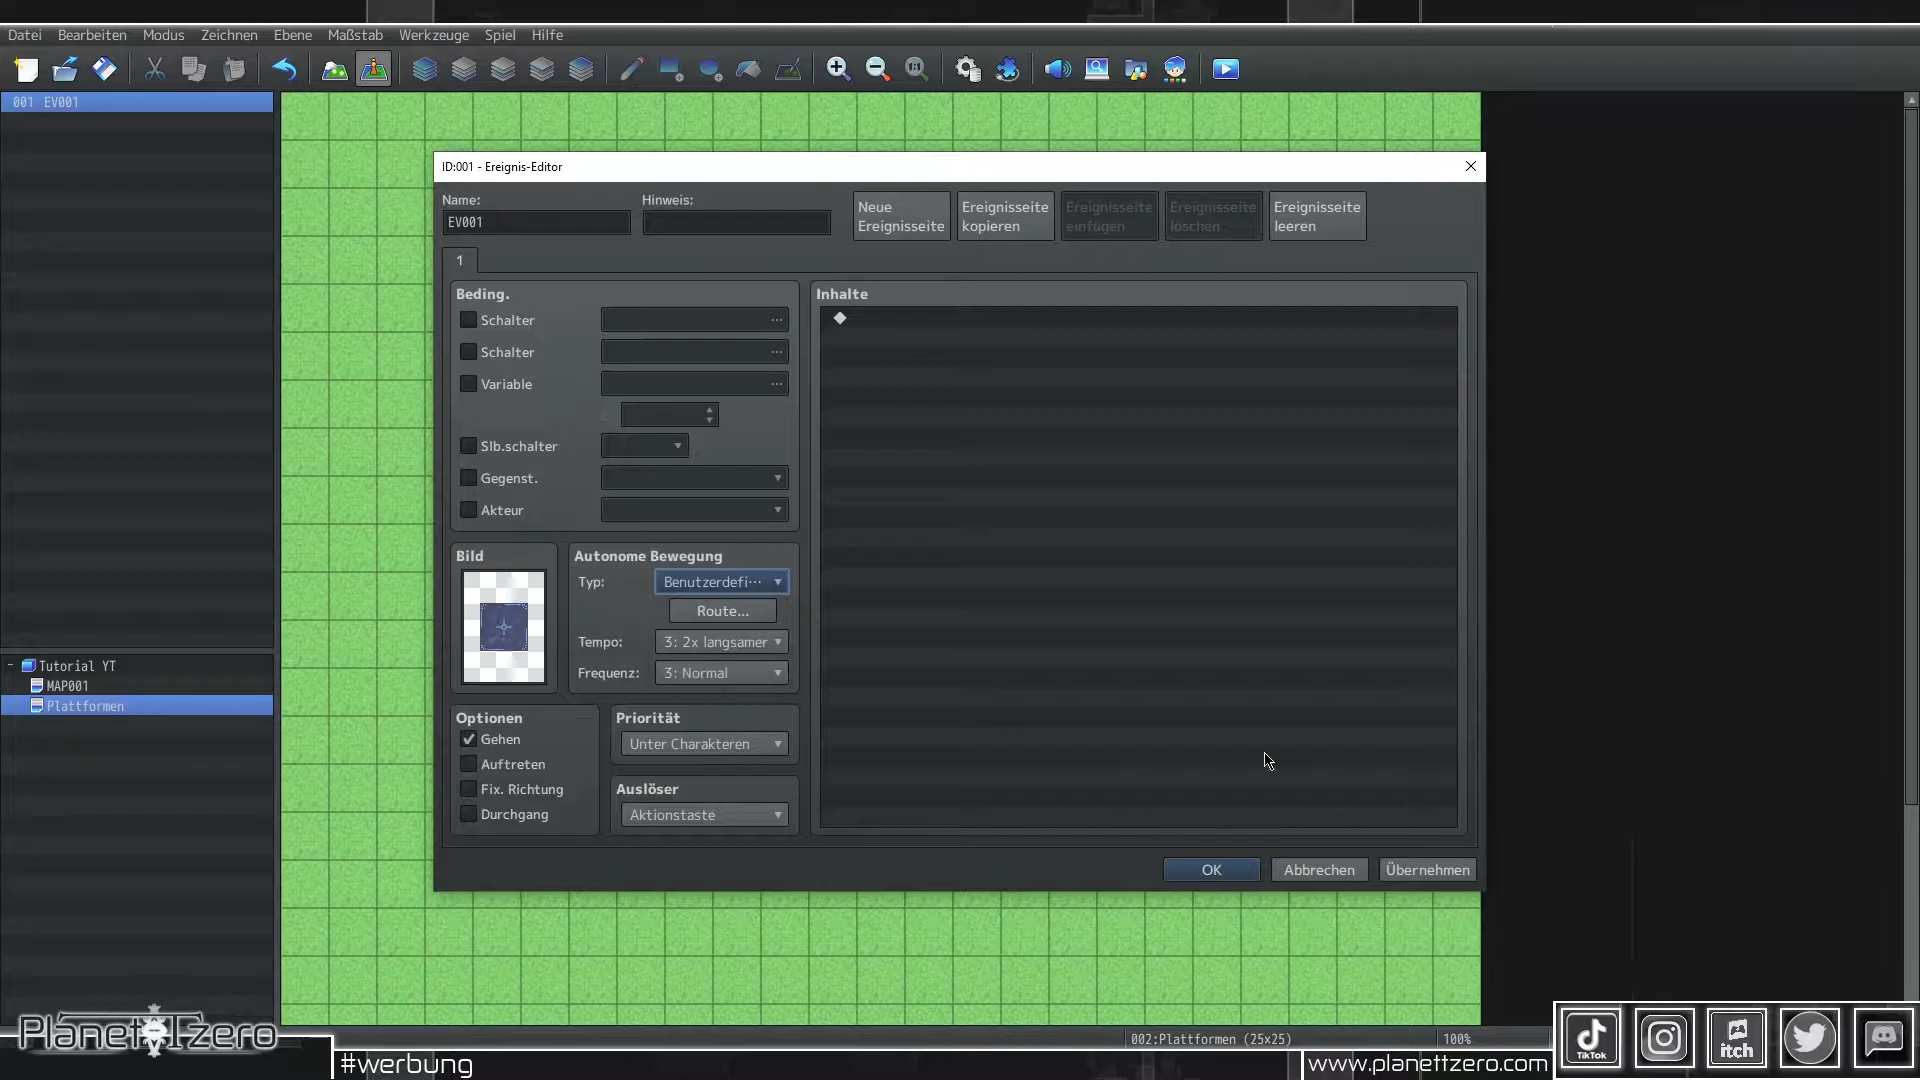 Datei Bearbeiten Modus Zeichnen Ebene Maßstab Werkzeuge Spiel Hilfe
1:1
001 EV001
ID:001 - Ereignis-Editor
Name: Hinweis:
EV001
Neue Ereignisseite
Ereignisseite kopieren
Ereignisseite einfügen
Ereignisseite löschen
Ereignisseite leeren
1
Beding.
Schalter ...
Schalter ...
Variable ...
Slb.schalter
Gegenst.
Akteur
Inhalte
Bild
Autonome Bewegung
Typ: Benutzerdefi...
Route...
Tempo: 3: 2x langsamer
Frequenz: 3: Normal
Optionen
Gehen
Auftreten
Fix. Richtung
Durchgang
Priorität
Unter Charakteren
Auslöser
Aktionstaste
OK Abbrechen Übernehmen
Tutorial YT
MAP001
Plattformen
002:Plattformen (25x25) 100%
PlanetTzero
#werbung
www.planettzero.com
TikTok
itch